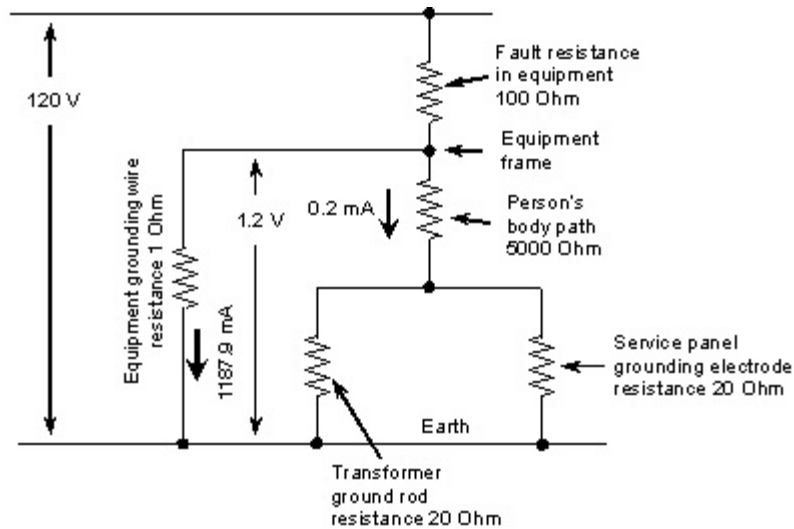 Fault resistance
in equipment
100 Ohm
120 V
Equipment
frame
Equipment grounding wire
resistance 1 Ohm
1.2 V
0.2 mA
Person's
body path
5000 Ohm
1187.9 mA
Service panel
grounding electrode
resistance 20 Ohm
Earth
Transformer
ground rod
resistance 20 Ohm